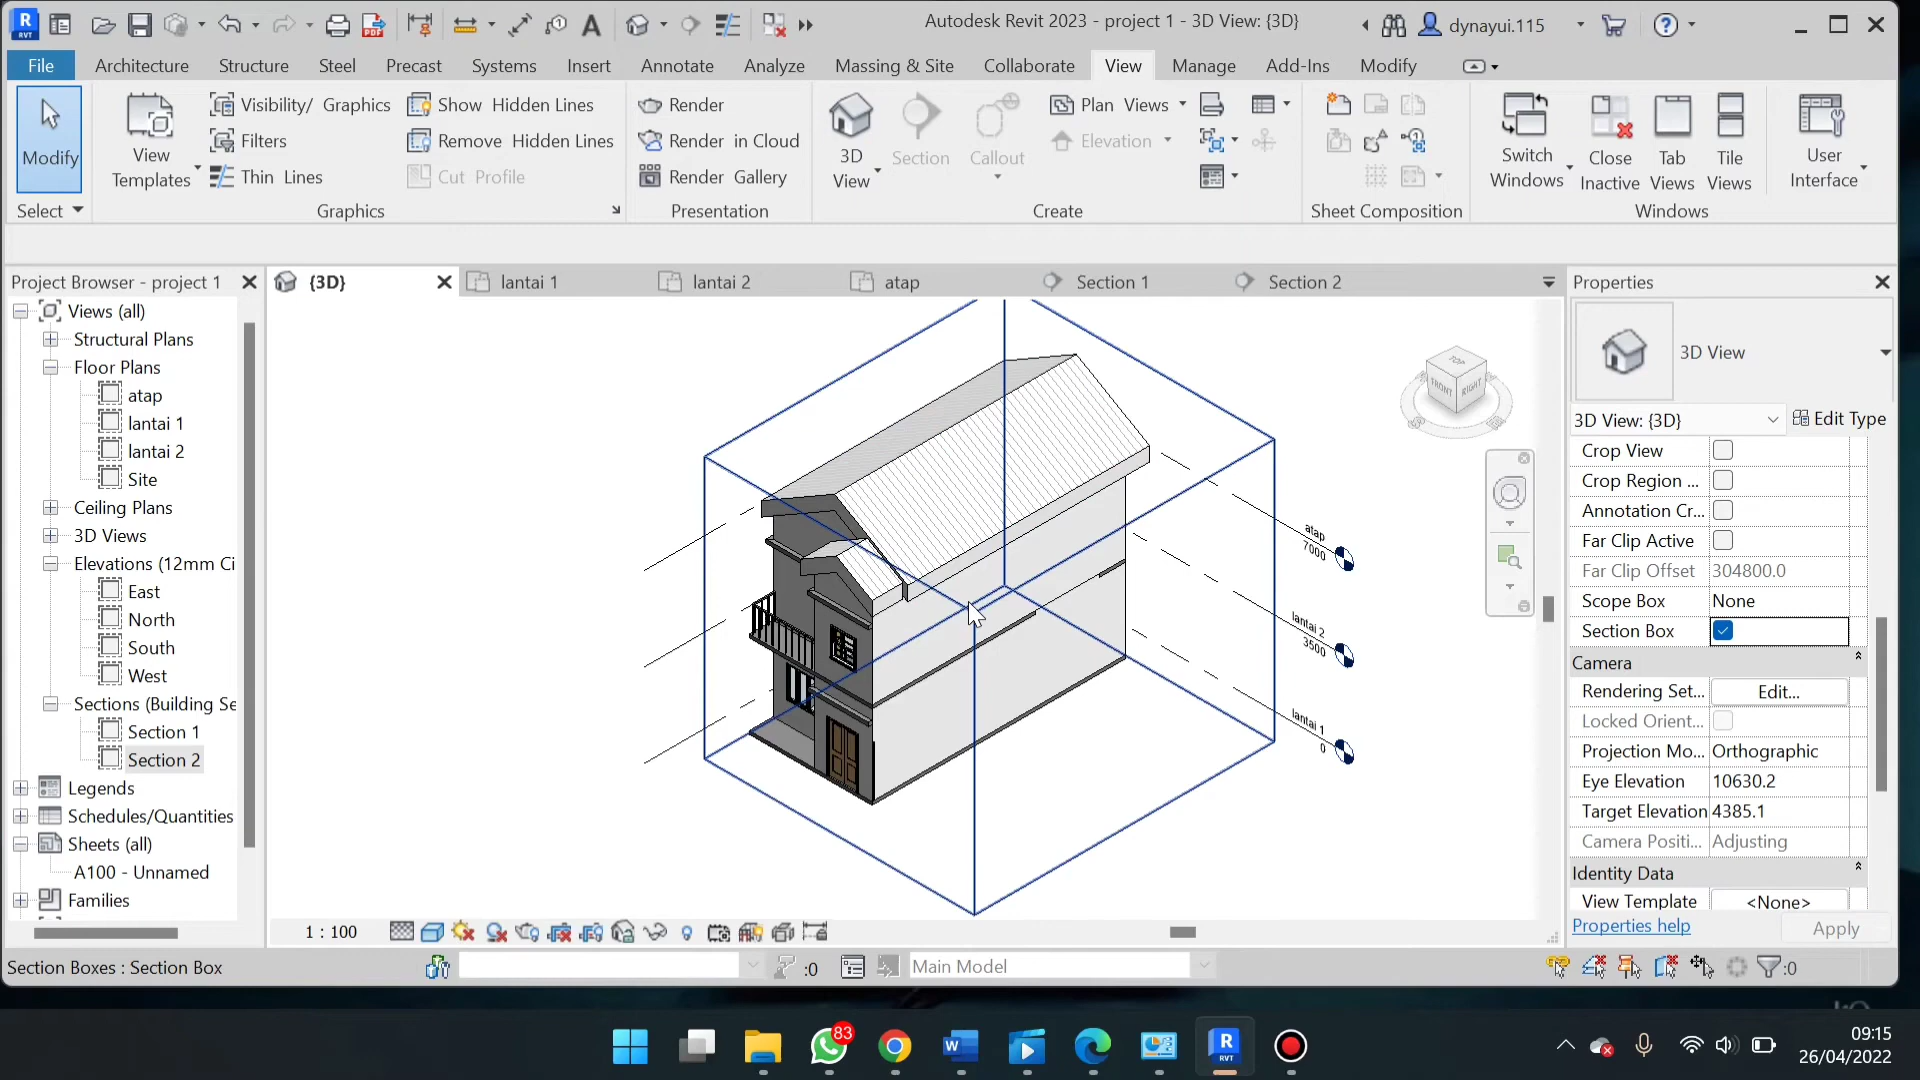 R
RVT
PDF
A
Autodesk Revit 2023 - project 1 - 3D View: {3D}
dynayui.115
?
File
Architecture
Structure
Steel
Precast
Systems
Insert
Annotate
Analyze
Massing & Site
Collaborate
View
Manage
Add-Ins
Modify
Modify
View
Templates
Visibility/ Graphics
Filters
Thin Lines
Show Hidden Lines
Remove Hidden Lines
Cut Profile
Render
Render in Cloud
Render Gallery
3D
View
Section
Callout
Plan Views
Elevation
Switch
Windows
Close
Inactive
Tab
Views
Tile
Views
User
Interface
Select
Graphics
Presentation
Create
Sheet Composition
Windows
Project Browser - project 1
{3D}
lantai 1
lantai 2
atap
Section 1
Section 2
Properties
Views (all)
Structural Plans
Floor Plans
atap
lantai 1
lantai 2
Site
Ceiling Plans
3D Views
Elevations (12mm Ci
East
North
South
West
Sections (Building Se
Section 1
Section 2
Legends
Schedules/Quantities
Sheets (all)
A100 - Unnamed
Families
TOP
FRONT
RIGHT
atap
7000
lantai 2
3500
lantai 1
0
3D View
3D View: {3D}
Edit Type
Crop View
Crop Region ...
Annotation Cr...
Far Clip Active
Far Clip Offset
304800.0
Scope Box
None
Section Box
Camera
Rendering Set...
Edit...
Locked Orient...
Projection Mo...
Orthographic
Eye Elevation
10630.2
Target Elevation
4385.1
Camera Positi...
Adjusting
Identity Data
View Template
<None>
Properties help
Apply
1 : 100
Section Boxes : Section Box
:0
Main Model
:0
83
W
R
RVT
09:15
26/04/2022